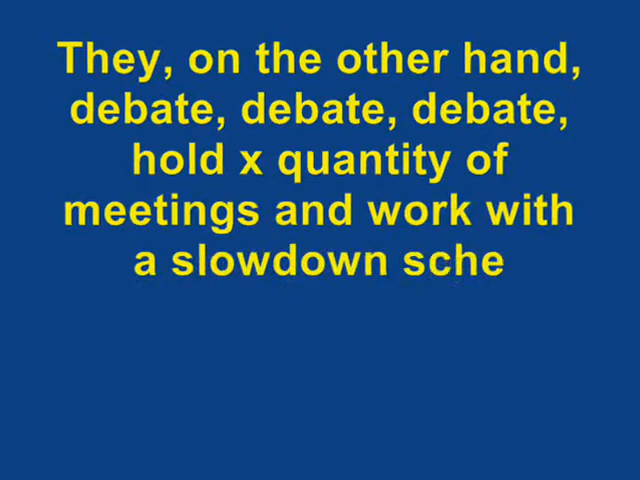 They, on the other hand,
debate, debate, debate,
hold x quantity of
meetings and work with
a slowdown sche